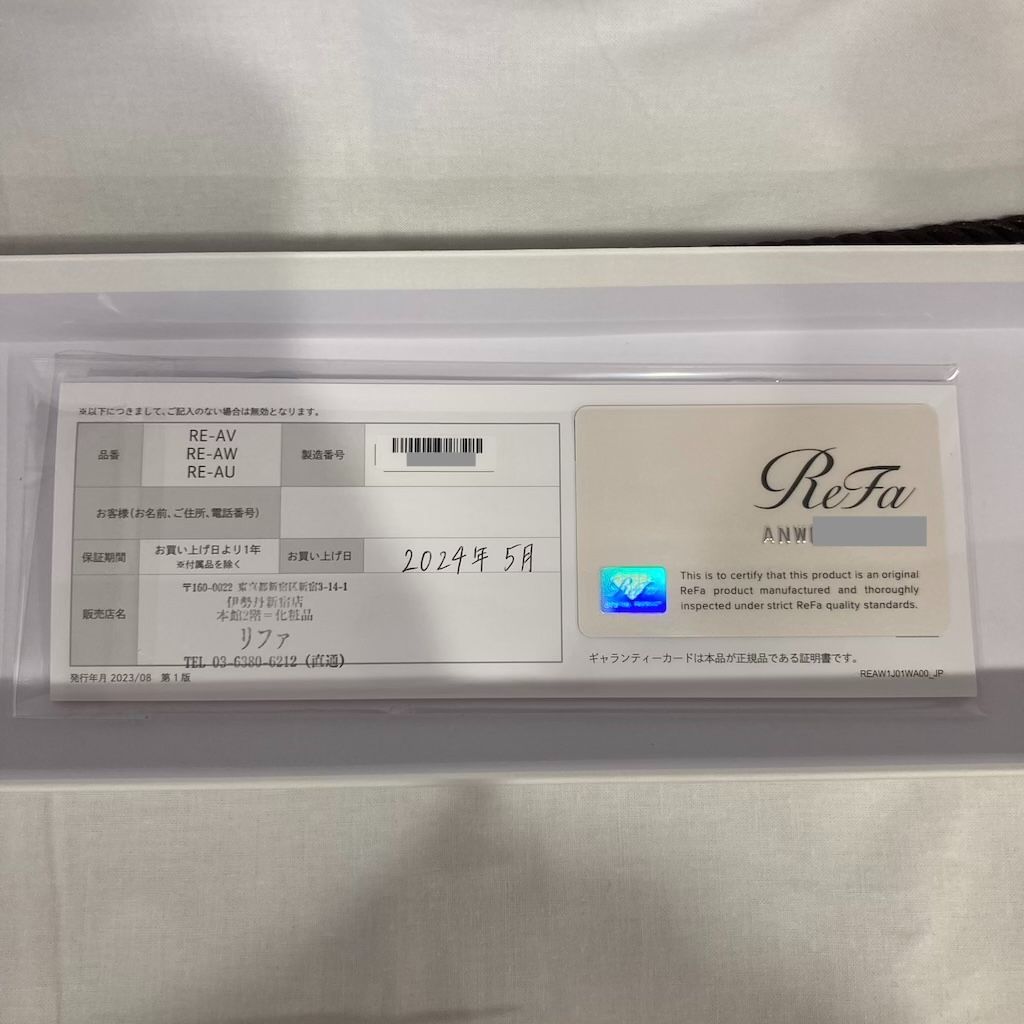 ※以下につきまして、ご記入のない場合は無効となります。
品番
RE-AV
RE-AW
RE-AU
製造番号
お客様(お名前、ご住所、電話番号)
保証期間
お買い上げ日より1年
※付属品を除く
お買い上げ日
2024年 5月
販売店名
〒160-0022 東京都新宿区新宿3-14-1
伊勢丹新宿店
本館2階=化粧品
リファ
TEL 03-6380-6212 (直通)
発行年月 2023/08 第1版
ReFa
ANW
This is to certify that this product is an original
ReFa product manufactured and thoroughly
inspected under strict ReFa quality standards.
ギャランティーカードは本品が正規品である証明書です。
REAW1J01WA00_JP